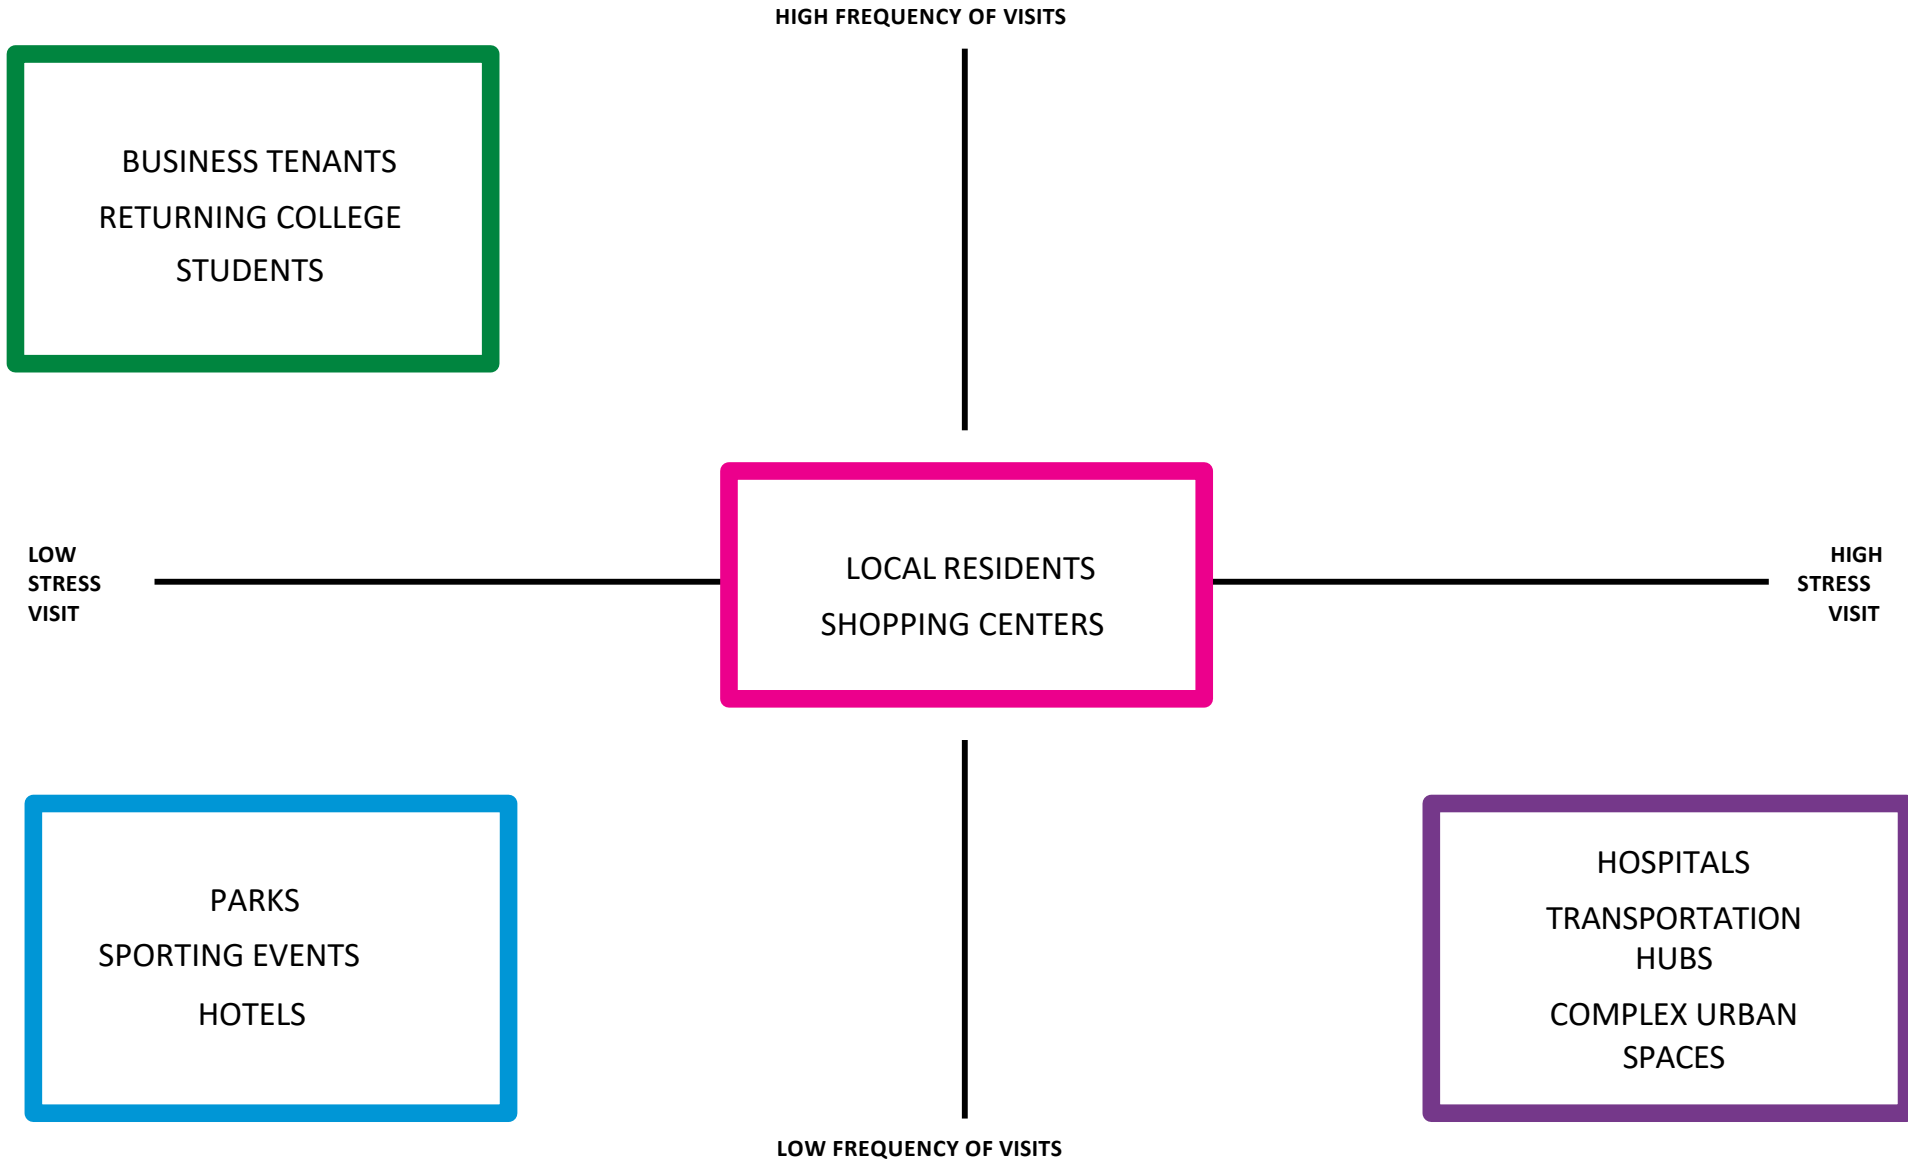 HIGH FREQUENCY OF VISITS
BUSINESS TENANTS
RETURNING COLLEGE
STUDENTS
LOW
STRESS
VISIT
LOCAL RESIDENTS
SHOPPING CENTERS
HIGH
STRESS
VISIT
PARKS
SPORTING EVENTS
HOTELS
HOSPITALS
TRANSPORTATION
HUBS
COMPLEX URBAN
SPACES
LOW FREQUENCY OF VISITS